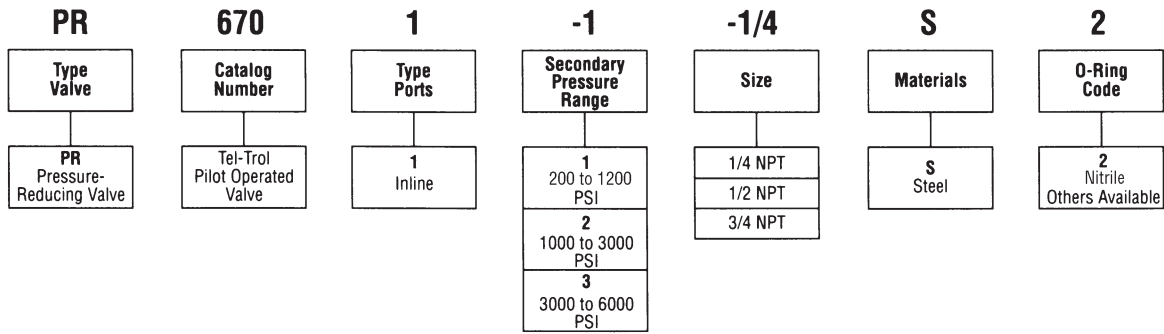 PR 670 1 -1 -1/4 S 2
Type
Valve
Catalog
Number
Type
Ports
Secondary
Pressure
Range
Size
Materials
O-Ring
Code
PR
Pressure-
Reducing Valve
Tel-Trol
Pilot Operated
Valve
1
Inline
1
200 to 1200
PSI
2
1000 to 3000
PSI
3
3000 to 6000
PSI
1/4 NPT
1/2 NPT
3/4 NPT
S
Steel
2
Nitrile
Others Available